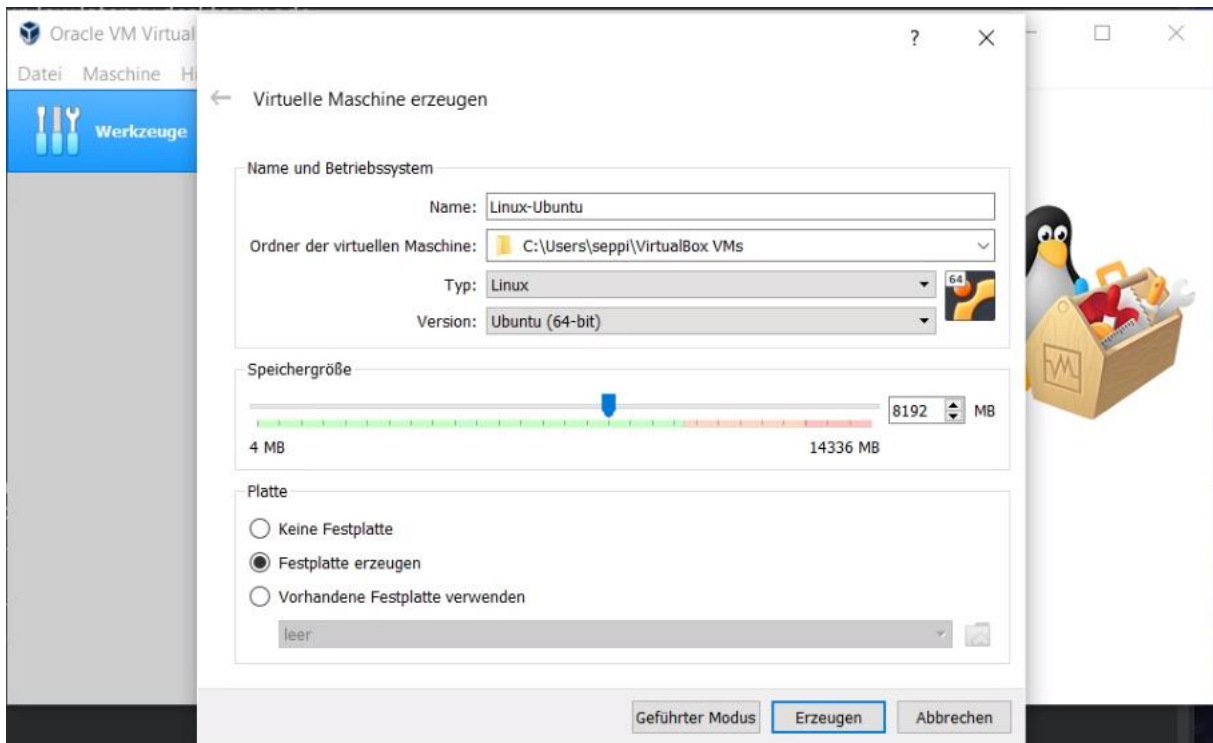 Oracle VM Virtual
Datei Maschine Hi
Werkzeuge
?
Virtuelle Maschine erzeugen
Name und Betriebssystem
Name: Linux-Ubuntu
Ordner der virtuellen Maschine: C:\Users\seppi\VirtualBox VMs
Typ: Linux
64
Version: Ubuntu (64-bit)
Speichergröße
8192 MB
4 MB 14336 MB
Platte
Keine Festplatte
Festplatte erzeugen
Vorhandene Festplatte verwenden
leer
Geführter Modus Erzeugen Abbrechen